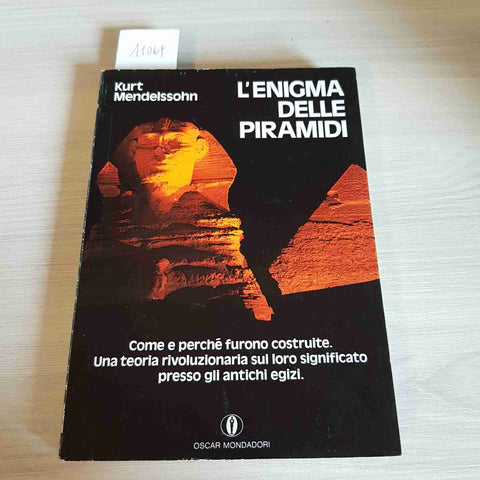 Kurt
Mendelssohn
L'ENIGMA
DELLE
PIRAMIDI
Come e perché furono costruite.
Una teoria rivoluzionaria sul loro significato
presso gli antichi egizi.
OSCAR MONDADORI